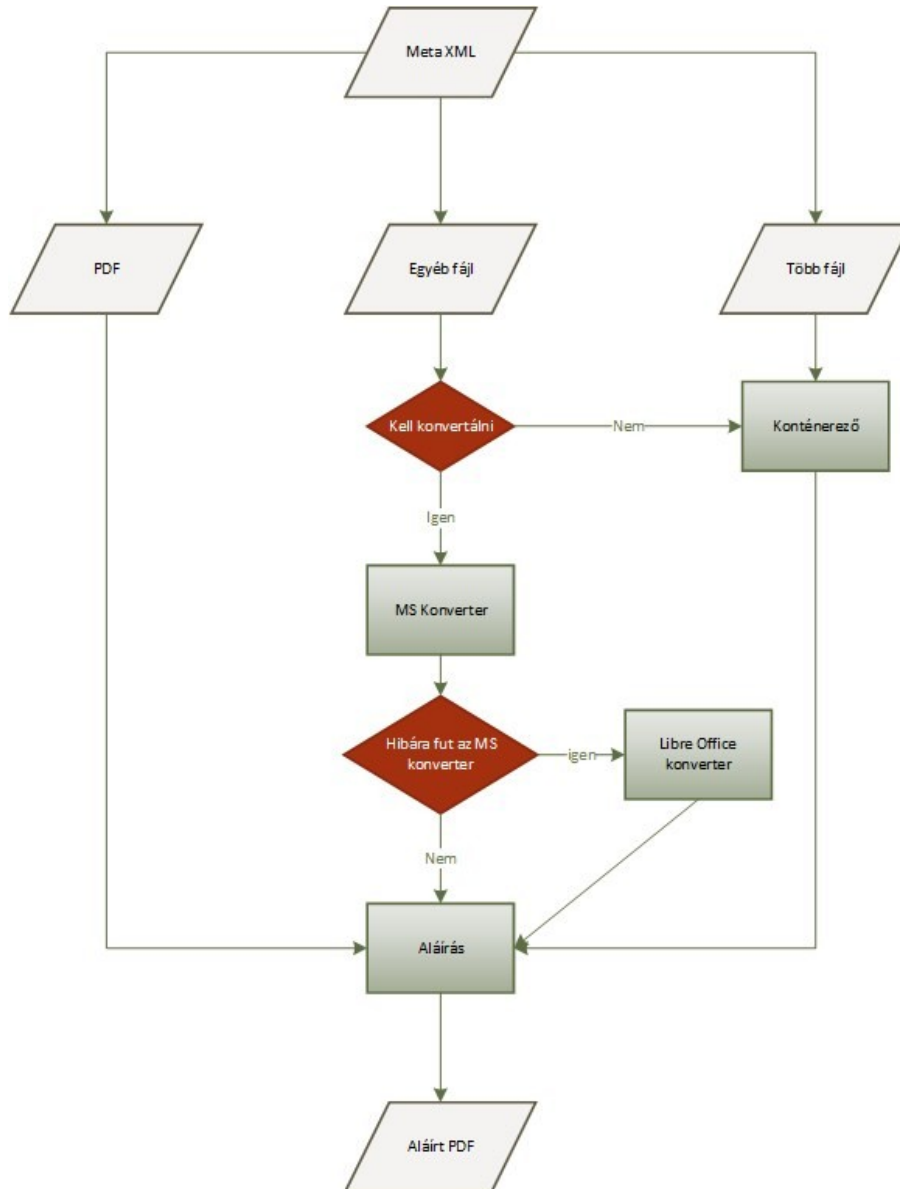 Meta XML
PDF
Egyéb fájl
Több fájl
Kell konvertálni
Nem
Konténerező
Igen
MS Konverter
Hibára fut az MS
konverter
igen
Libre Office
konverter
Nem
Aláírás
Aláírt PDF